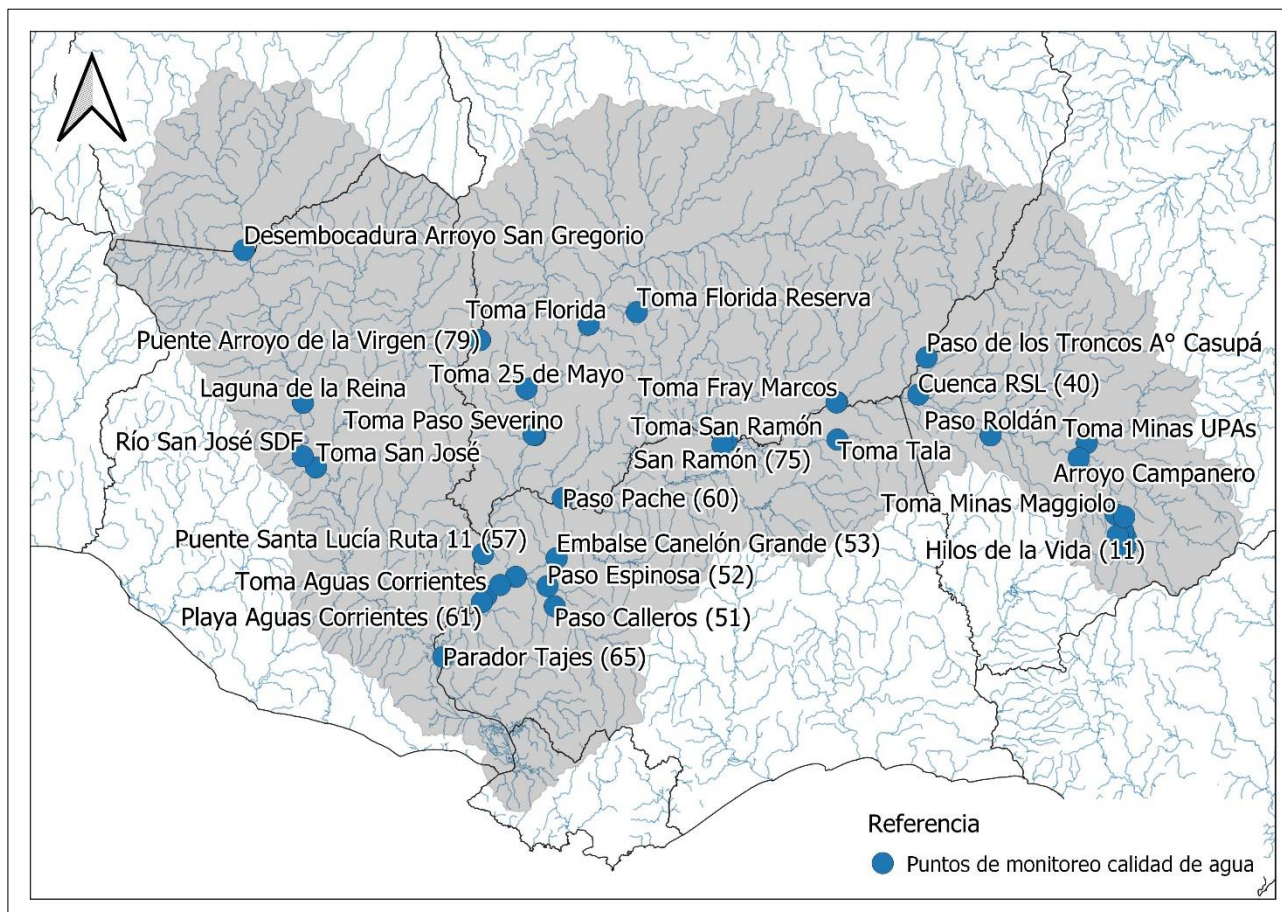 Desembocadura Arroyo San Gregorio
Toma Florida Reserva
Toma Florida
Puente Arroyo de la Virgen (79)
Paso de los Troncos A° Casupá
Toma 25 de Mayo
Laguna de la Reina
Toma Fray Marcos
Cuenca RSL (40)
Toma Paso Severino
Toma San Ramón
Paso Roldán
Toma Minas UPAs
Río San José SDF
Toma San José
San Ramón (75)
Toma Tala
Arroyo Campanero
Paso Pache (60)
Toma Minas Maggiolo
Puente Santa Lucía Ruta 11 (57)
Embalse Canelón Grande (53)
Hilos de la Vida (11)
Toma Aguas Corrientes
Paso Espinosa (52)
Playa Aguas Corrientes (61)
Paso Calleros (51)
Parador Tajes (65)
Referencia
Puntos de monitoreo calidad de agua